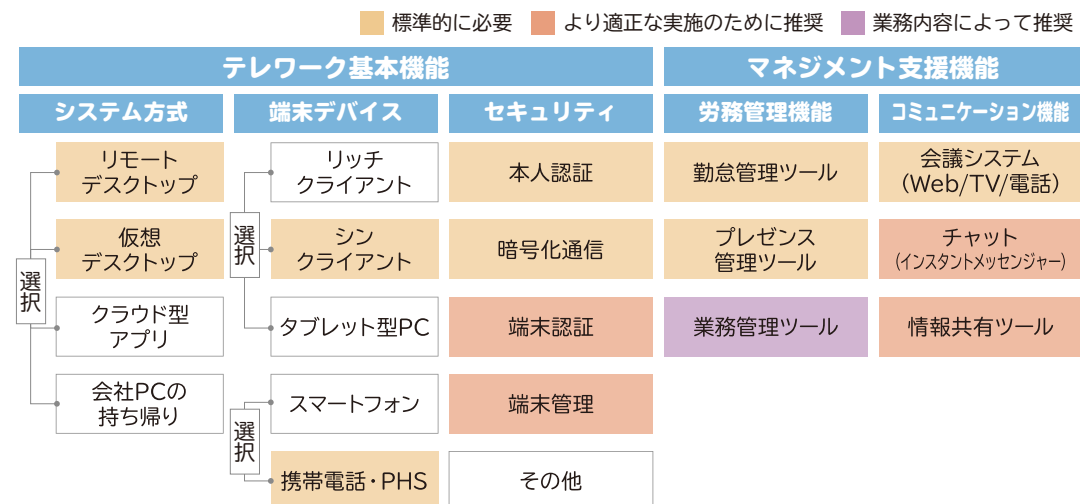 標準的に必要
より適正な実施のために推奨
業務内容によって推奨
テレワーク基本機能
マネジメント支援機能
システム方式
端末デバイス
セキュリティ
労務管理機能
コミュニケーション機能
選択
リモート
デスクトップ
仮想
デスクトップ
クラウド型
アプリ
会社PCの
持ち帰り
選択
リッチ
クライアント
シン
クライアント
タブレット型PC
選択
スマートフォン
携帯電話・PHS
本人認証
暗号化通信
端末認証
端末管理
その他
勤怠管理ツール
プレゼンス
管理ツール
業務管理ツール
会議システム
(Web/TV/電話)
チャット
(インスタントメッセンジャー)
情報共有ツール